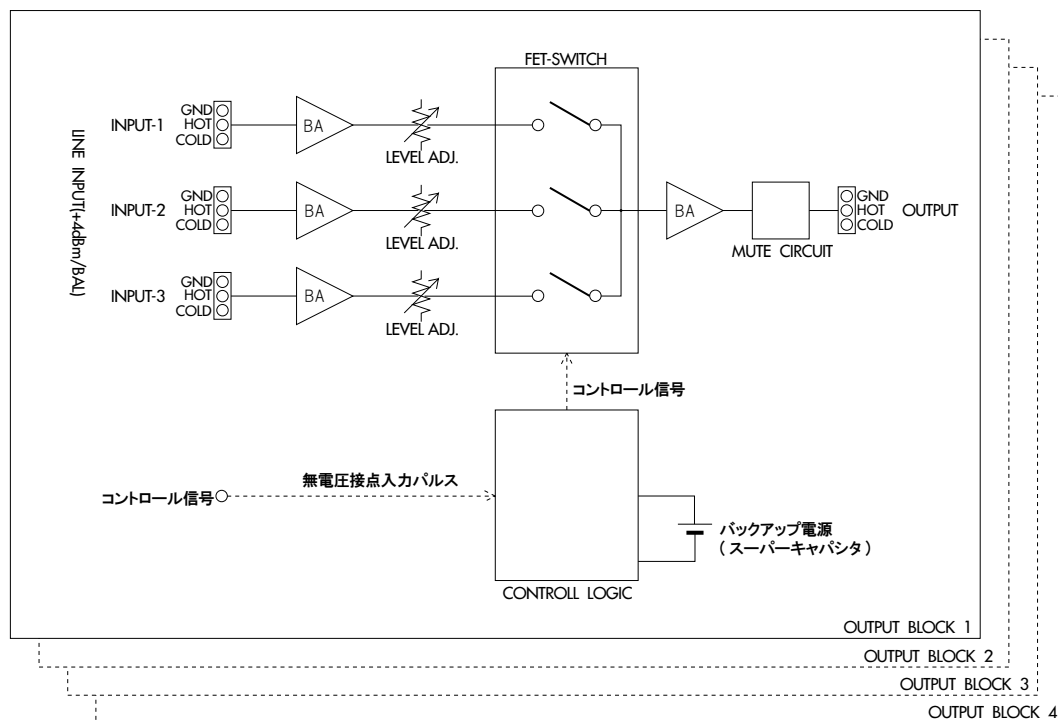 FET-SWITCH
LINE INPUT(+4dBm/BAL)
INPUT-1
GND
HOT
COLD
BA
LEVEL ADJ.
INPUT-2
GND
HOT
COLD
BA
LEVEL ADJ.
INPUT-3
GND
HOT
COLD
BA
LEVEL ADJ.
BA
MUTE CIRCUIT
GND
HOT
COLD
OUTPUT
コントロール信号
コントロール信号
無電圧接点入力パルス
バックアップ電源
(スーパーキャパシタ)
CONTROLL LOGIC
OUTPUT BLOCK 1
OUTPUT BLOCK 2
OUTPUT BLOCK 3
OUTPUT BLOCK 4